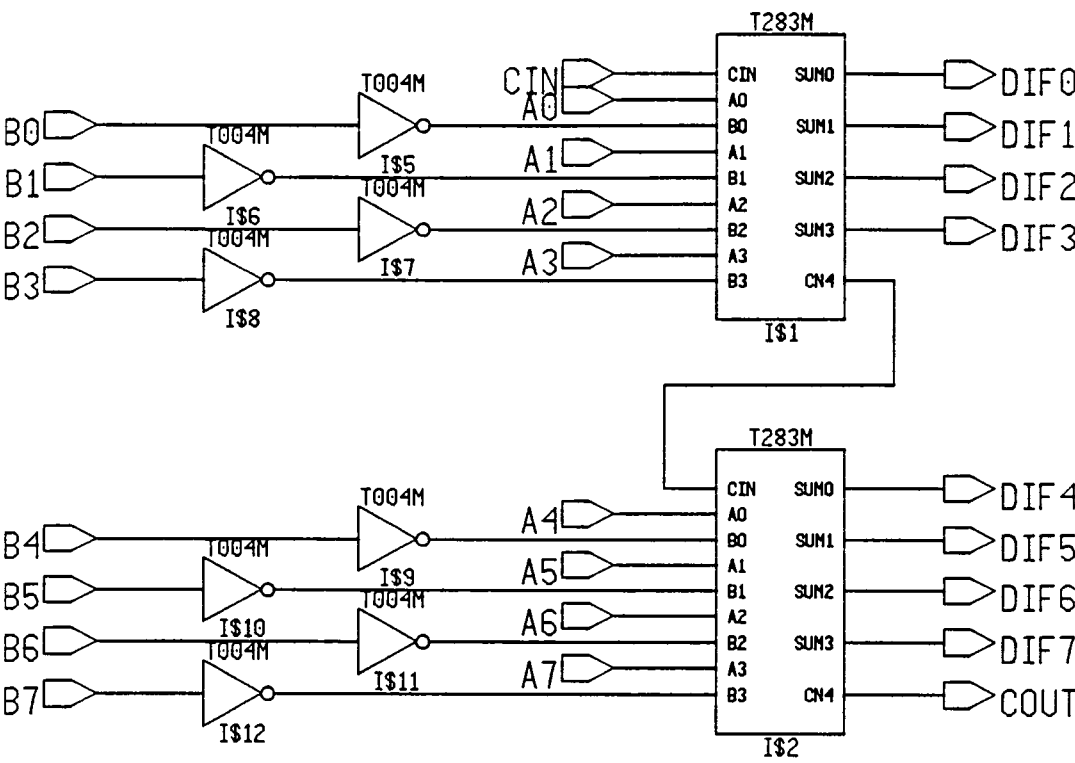 T283M
CIN
CIN SUM0
DIF0
T004M
A0
A0
B0
B0 SUM1
DIF1
T004M
A1
A1
I$5
B1
B1 SUM2
DIF2
T004M
A2
A2
I$6
B2
B2 SUM3
DIF3
T004M
A3
A3
I$7
B3
B3 CN4
I$8
I$1
T283M
CIN SUM0
DIF4
T004M
A4
A0
B4
B0 SUM1
DIF5
T004M
A5
A1
I$9
B5
B1 SUM2
DIF6
T004M
A6
A2
I$10
B6
B2 SUM3
DIF7
T004M
A7
A3
I$11
B7
B3 CN4
COUT
I$12
I$2